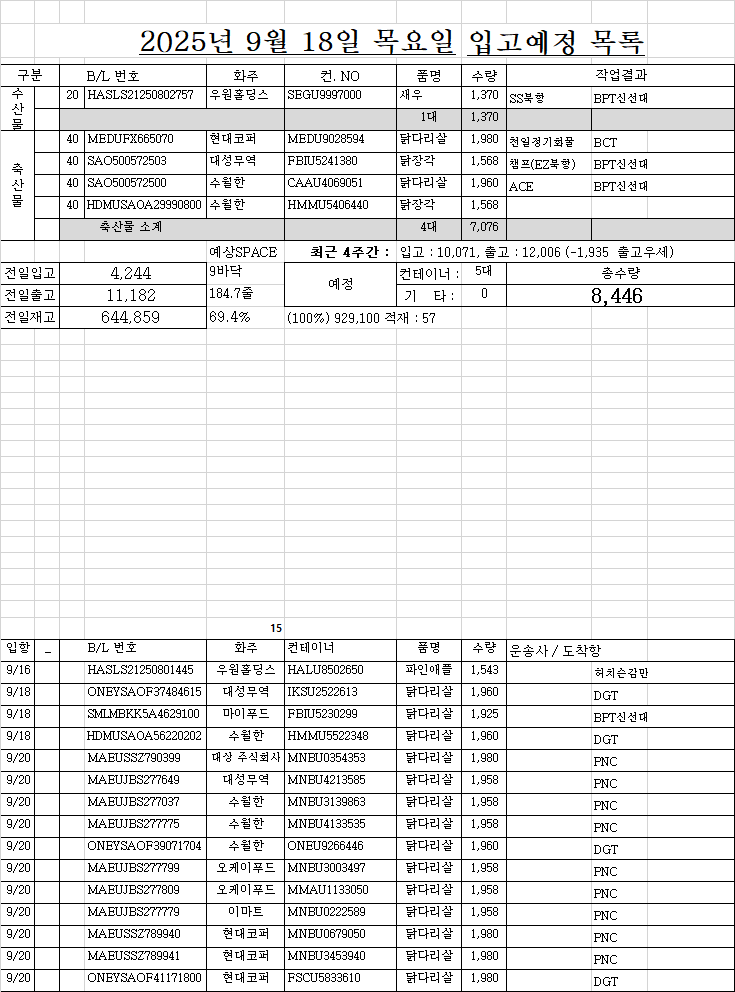 2025년 9월 18일 목요일 입고예정 목록
구분 B/L 번호 화주 컨. NO 품명 수량 작업결과
수산물
20 HASLS21250802757 우원홀딩스 SEGU9997000 새우 1,370 SS북항 BPT신선대
1대 1,370
축산물
40 MEDUFX665070 현대코퍼 MEDU9028594 닭다리살 1,980 천일정기화물 BCT
40 SAO500572503 대성무역 FBIU5241380 닭장각 1,568 챔프(EZ북항) BPT신선대
40 SAO500572500 수월한 CAAU4069051 닭다리살 1,960 ACE BPT신선대
40 HDMUSAOA29990800 수월한 HMMU5406440 닭장각 1,568
축산물 소계 4대 7,076
예상SPACE 최근 4주간 : 입고 : 10,071, 출고 : 12,006 (-1,935 출고우세)
전일입고 4,244 9바닥 예정 컨테이너 : 5대 총수량
전일출고 11,182 184.7줄 기 타 : 0 8,446
전일재고 644,859 69.4% (100%) 929,100 적재 : 57
15
입항 _ B/L 번호 화주 컨테이너 품명 수량 운송사 / 도착항
9/16 HASLS21250801445 우원홀딩스 HALU8502650 파인애플 1,543 허치슨감만
9/18 ONEYSAOF37484615 대성무역 IKSU2522613 닭다리살 1,960 DGT
9/18 SMLMBKK5A4629100 마이푸드 FBIU5230299 닭다리살 1,925 BPT신선대
9/18 HDMUSAOA56220202 수월한 HMMU5522348 닭다리살 1,960 DGT
9/20 MAEUSSZ790399 대상 주식회사 MNBU0354353 닭다리살 1,980 PNC
9/20 MAEUJBS277649 대성무역 MNBU4213585 닭다리살 1,958 PNC
9/20 MAEUJBS277037 수월한 MNBU3139863 닭다리살 1,958 PNC
9/20 MAEUJBS277775 수월한 MNBU4133535 닭다리살 1,958 PNC
9/20 ONEYSAOF39071704 수월한 ONEU9266446 닭다리살 1,960 DGT
9/20 MAEUJBS277799 오케이푸드 MNBU3003497 닭다리살 1,958 PNC
9/20 MAEUJBS277809 오케이푸드 MMAU1133050 닭다리살 1,958 PNC
9/20 MAEUJBS277779 이마트 MNBU0222589 닭다리살 1,958 PNC
9/20 MAEUSSZ789940 현대코퍼 MNBU0679050 닭다리살 1,980 PNC
9/20 MAEUSSZ789941 현대코퍼 MNBU3453940 닭다리살 1,980 PNC
9/20 ONEYSAOF41171800 현대코퍼 FSCU5833610 닭다리살 1,980 DGT